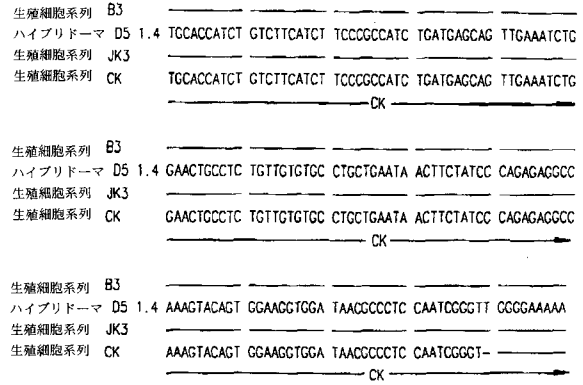 生殖細胞系列 B3
ハイブリドーマ D5 1.4 TGCACCATCT GTCTTCATCT TCCCGCCATC TGATGAGCAG TTGAAATCTG
生殖細胞系列 JK3
生殖細胞系列 CK TGCACCATCT GTCTTCATCT TCCCGCCATC TGATGAGCAG TTGAAATCTG
CK
生殖細胞系列 B3
ハイブリドーマ D5 1.4 GAACTGCCTC TGTTGTGTGC CTGCTGAATA ACTTCTATCC CAGAGAGGCC
生殖細胞系列 JK3
生殖細胞系列 CK GAACTGCCTC TGTTGTGTGC CTGCTGAATA ACTTCTATCC CAGAGAGGCC
CK
生殖細胞系列 B3
ハイブリドーマ D5 1.4 AAAGTACAGT GGAAGGTGGA TAACGCCCTC CAATCGGGTT GGGGAAAAA
生殖細胞系列 JK3
生殖細胞系列 CK AAAGTACAGT GGAAGGTGGA TAACGCCCTC CAATCGGGT-
CK